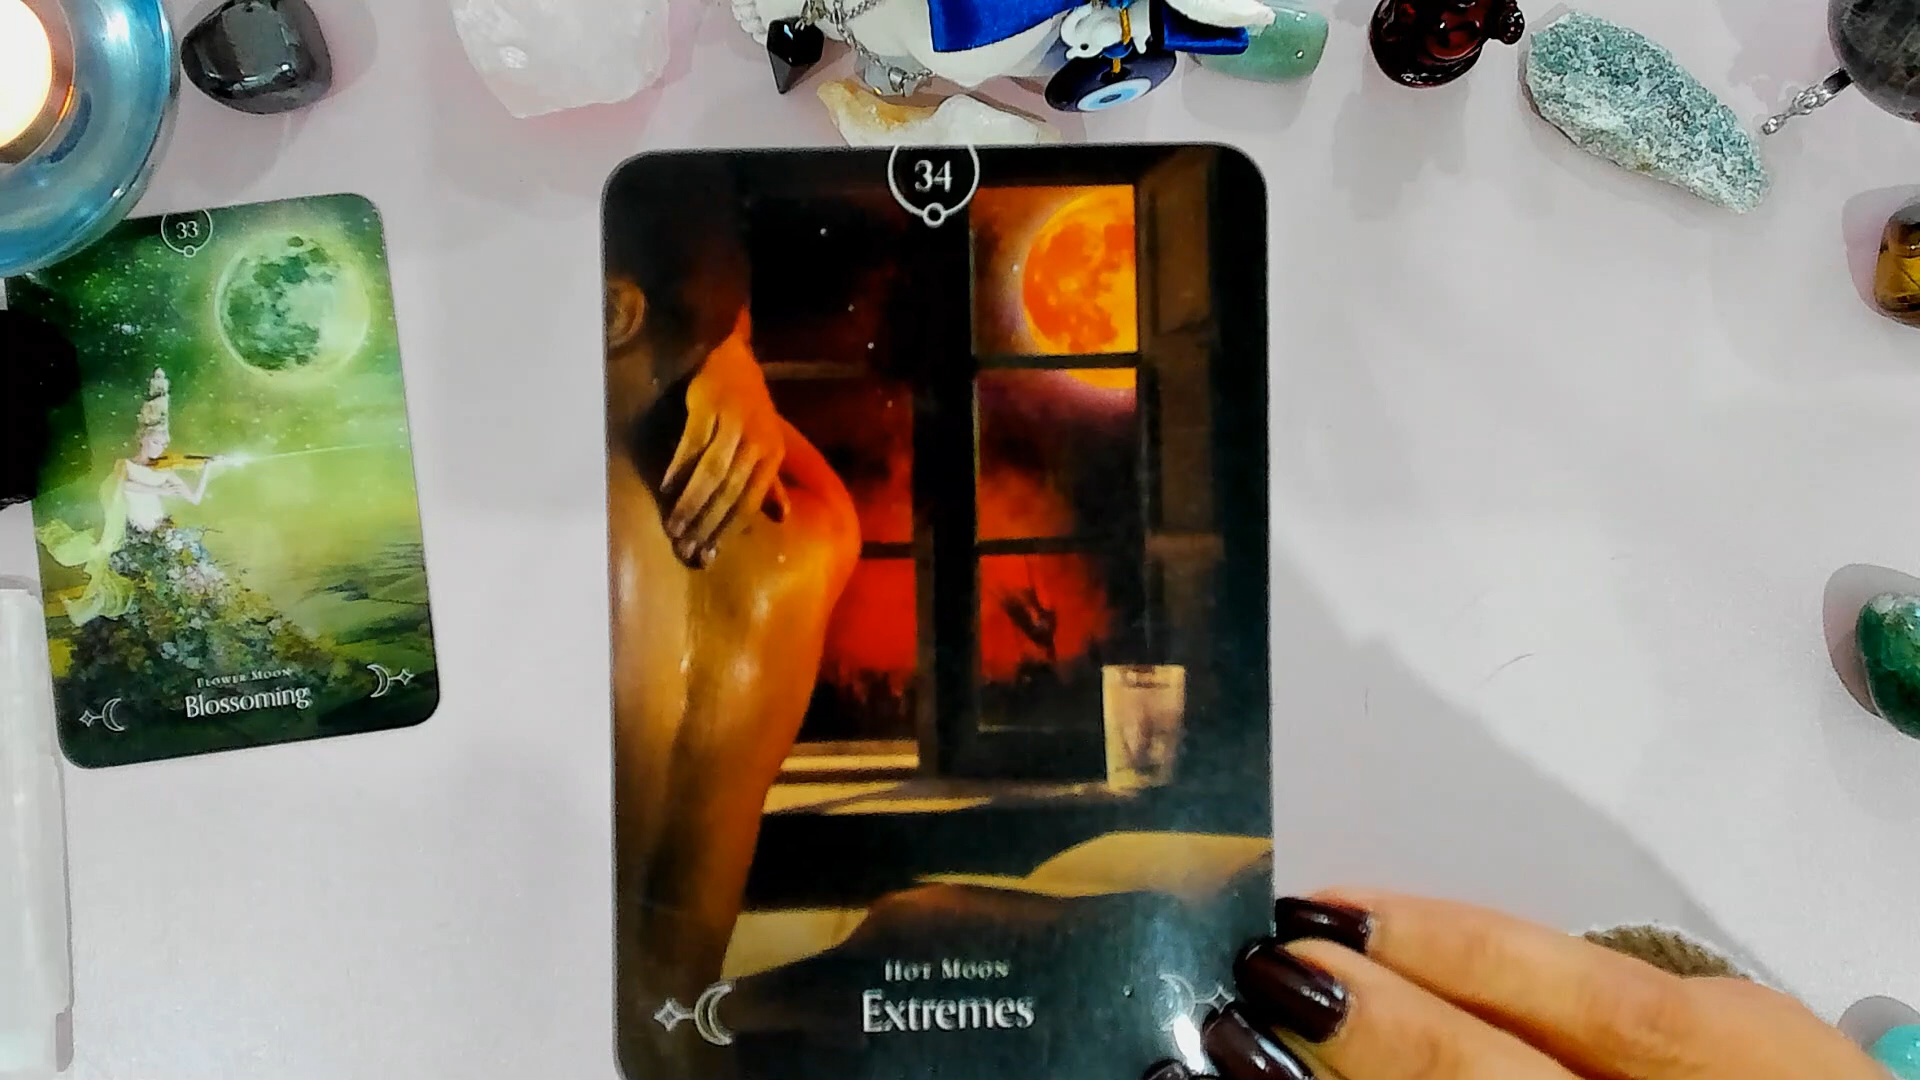 33
FLOWER MOON
Blossoming
34
HOT MOON
Extremes